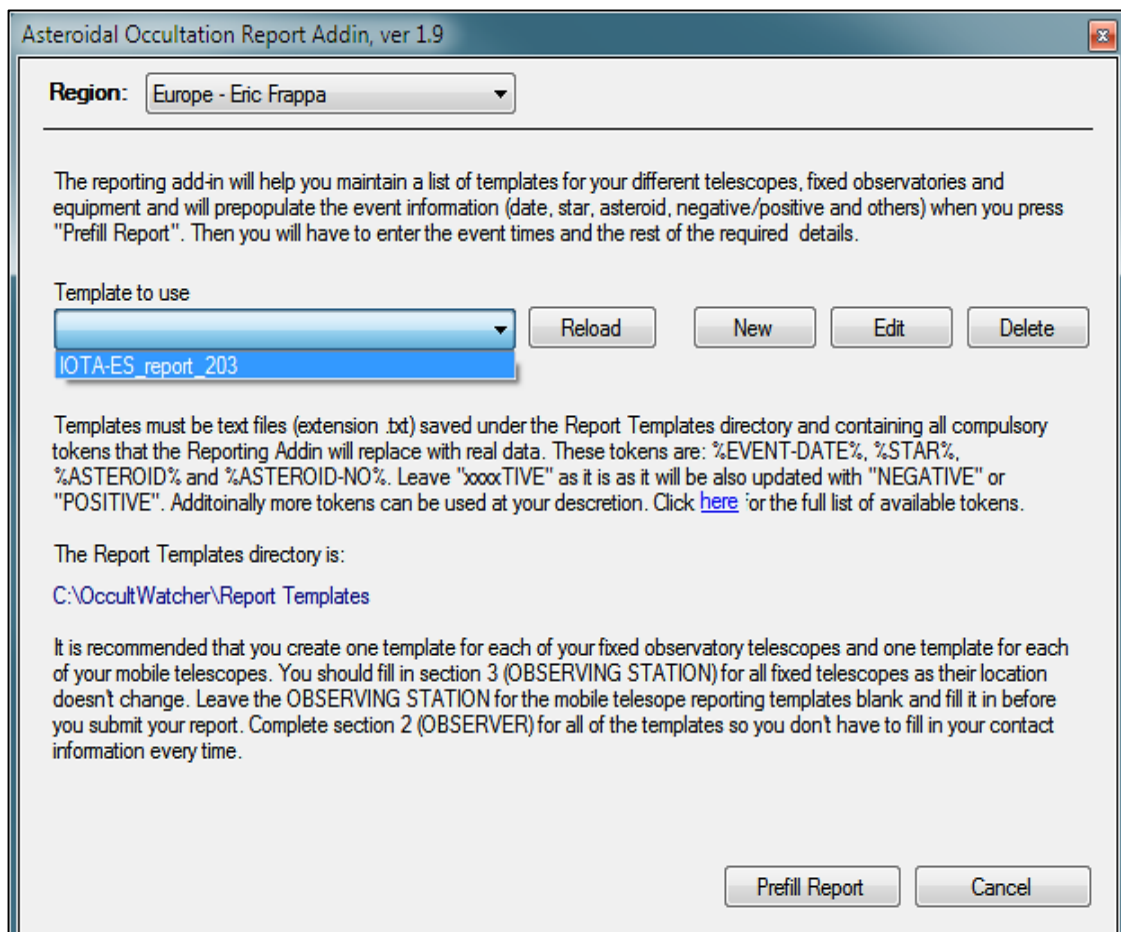 Asteroidal Occultation Report Addin, ver 1.9
Region: Europe - Eric Frappa
The reporting add-in will help you maintain a list of templates for your different telescopes, fixed observatories and
equipment and will prepopulate the event information (date, star, asteroid, negative/positive and others) when you press
"Prefill Report". Then you will have to enter the event times and the rest of the required details.
Template to use
Reload New Edit Delete
IOTA-ES_report_203
Templates must be text files (extension .txt) saved under the Report Templates directory and containing all compulsory
tokens that the Reporting Addin will replace with real data. These tokens are: %EVENT-DATE%, %STAR%,
%ASTEROID% and %ASTEROID-NO%. Leave "xxxxTIVE" as it is as it will be also updated with "NEGATIVE" or
"POSITIVE". Additoinally more tokens can be used at your descretion. Click here for the full list of available tokens.
The Report Templates directory is:
C:\OccultWatcher\Report Templates
It is recommended that you create one template for each of your fixed observatory telescopes and one template for each
of your mobile telescopes. You should fill in section 3 (OBSERVING STATION) for all fixed telescopes as their location
doesn't change. Leave the OBSERVING STATION for the mobile telesope reporting templates blank and fill it in before
you submit your report. Complete section 2 (OBSERVER) for all of the templates so you don't have to fill in your contact
information every time.
Prefill Report Cancel